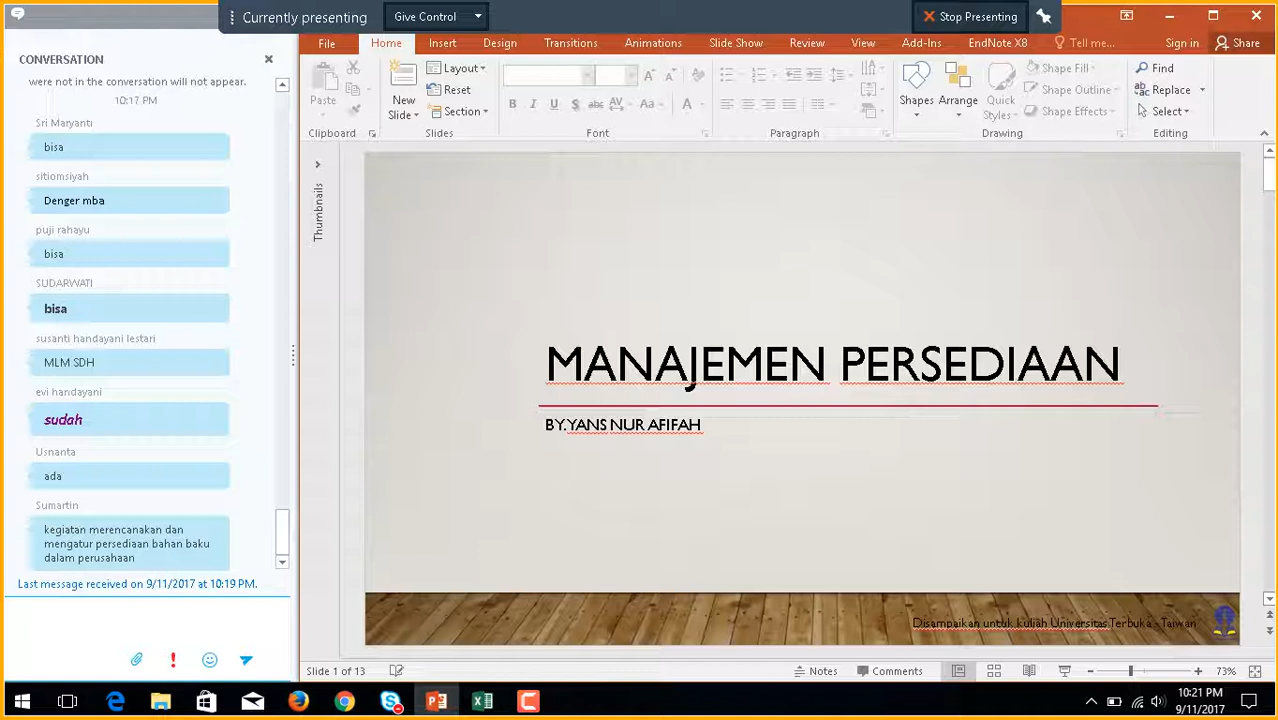 Currently presenting
Give Control
Stop Presenting
CONVERSATION
were not in the conversation will not appear.
10:17 PM
Sri Maryanti
bisa
sitiomsiyah
Denger mba
puji rahayu
bisa
SUDARWATI
bisa
susanti handayani lestari
MLM SDH
evi handayani
sudah
Usnanta
ada
Sumartin
kegiatan merencanakan dan
mengatur persediaan bahan baku
dalam perusahaan
Last message received on 9/11/2017 at 10:19 PM.
File Home Insert Design Transitions Animations Slide Show Review View Add-Ins EndNote X8 Tell me... Sign in Share
Paste
Clipboard
New
Slide
Layout
Reset
Section
Slides
B I U S abc AV Aa A
Font
Paragraph
Shapes
Arrange
Quick
Styles
Shape Fill
Shape Outline
Shape Effects
Drawing
Find
Replace
Select
Editing
Thumbnails
MANAJEMEN PERSEDIAAN
BY.YANS NUR AFIFAH
Disampaikan untuk kuliah Universitas Terbuka - Taiwan
Slide 1 of 13
Notes
Comments
73%
10:21 PM
9/11/2017